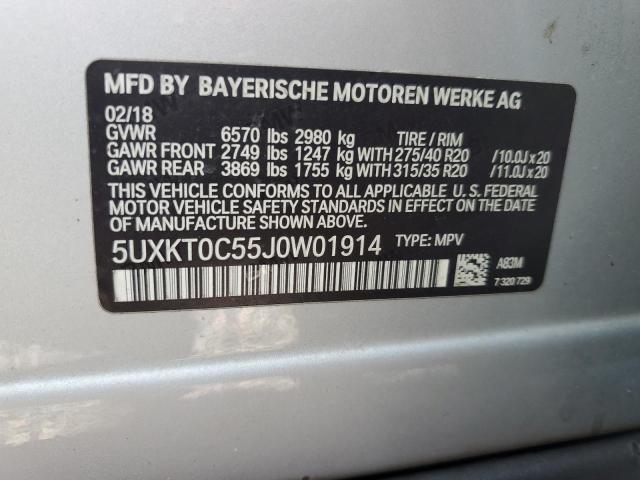 MFD BY BAYERISCHE MOTOREN WERKE AG
02/18
GVWR 6570 lbs 2980 kg TIRE / RIM
GAWR FRONT 2749 lbs 1247 kg WITH 275/40 R20 /10.0J x 20
GAWR REAR 3869 lbs 1755 kg WITH 315/35 R20 /11.0J x 20
THIS VEHICLE CONFORMS TO ALL APPLICABLE U. S. FEDERAL
MOTOR VEHICLE SAFETY STANDARDS IN EFFECT ON THE DATE
OF MANUFACTURE SHOWN ABOVE.
5UXKT0C55J0W01914 TYPE: MPV
A83M
7 320 729